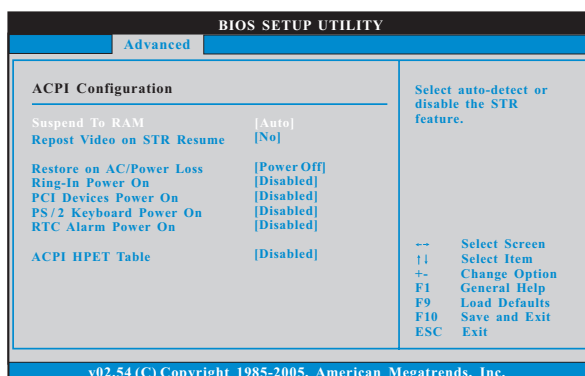 BIOS SETUP UTILITY
Advanced
ACPI Configuration
Suspend To RAM [Auto]
Repost Video on STR Resume [No]
Restore on AC/Power Loss [Power Off]
Ring-In Power On [Disabled]
PCI Devices Power On [Disabled]
PS/2 Keyboard Power On [Disabled]
RTC Alarm Power On [Disabled]
ACPI HPET Table [Disabled]
Select auto-detect or
disable the STR
feature.
←→ Select Screen
↑↓ Select Item
+- Change Option
F1 General Help
F9 Load Defaults
F10 Save and Exit
ESC Exit
v02.54 (C) Copyright 1985-2005, American Megatrends, Inc.